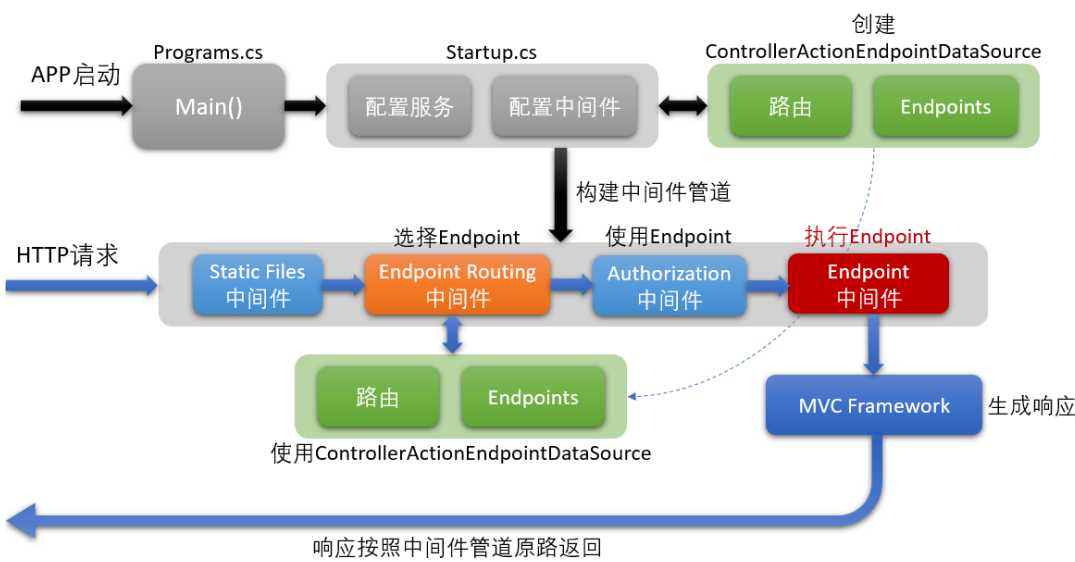 创建
Programs.cs
Startup.cs
ControllerActionEndpointDataSource
APP启动
Main()
配置服务
配置中间件
路由
Endpoints
构建中间件管道
HTTP请求
选择Endpoint
使用Endpoint
执行Endpoint
Static Files
中间件
Endpoint Routing
中间件
Authorization
中间件
Endpoint
中间件
路由
Endpoints
MVC Framework
生成响应
使用ControllerActionEndpointDataSource
响应按照中间件管道原路返回